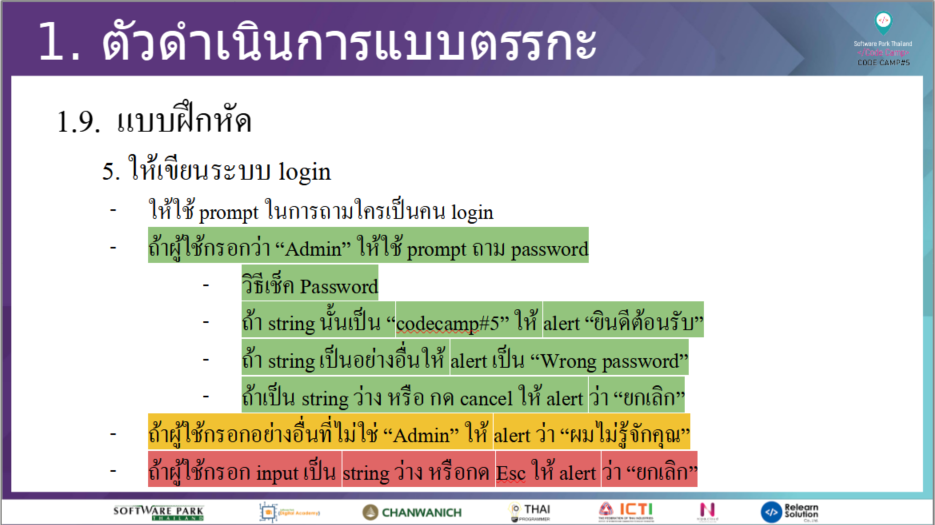 1. ตัวดำเนินการแบบตรรกะ
Software Park Thailand
CODE CAMP#5
1.9. แบบฝึกหัด
5. ให้เขียนระบบ login
- ให้ใช้ prompt ในการถามใครเป็นคน login
- ถ้าผู้ใช้กรอกว่า “Admin” ให้ใช้ prompt ถาม password
- วิธีเช็ค Password
- ถ้า string นั้นเป็น “codecamp#5” ให้ alert “ยินดีต้อนรับ”
- ถ้า string เป็นอย่างอื่นให้ alert เป็น “Wrong password”
- ถ้าเป็น string ว่าง หรือ กด cancel ให้ alert ว่า “ยกเลิก”
- ถ้าผู้ใช้กรอกอย่างอื่นที่ไม่ใช่ “Admin” ให้ alert ว่า “ผมไม่รู้จักคุณ”
- ถ้าผู้ใช้กรอก input เป็น string ว่าง หรือกด Esc ให้ alert ว่า “ยกเลิก”
SOFTWARE PARK
THAILAND
Digital Academy
CHANWANICH
THAI
PROGRAMMER
ICTI
N
Relearn
Solution
Co.,Ltd.